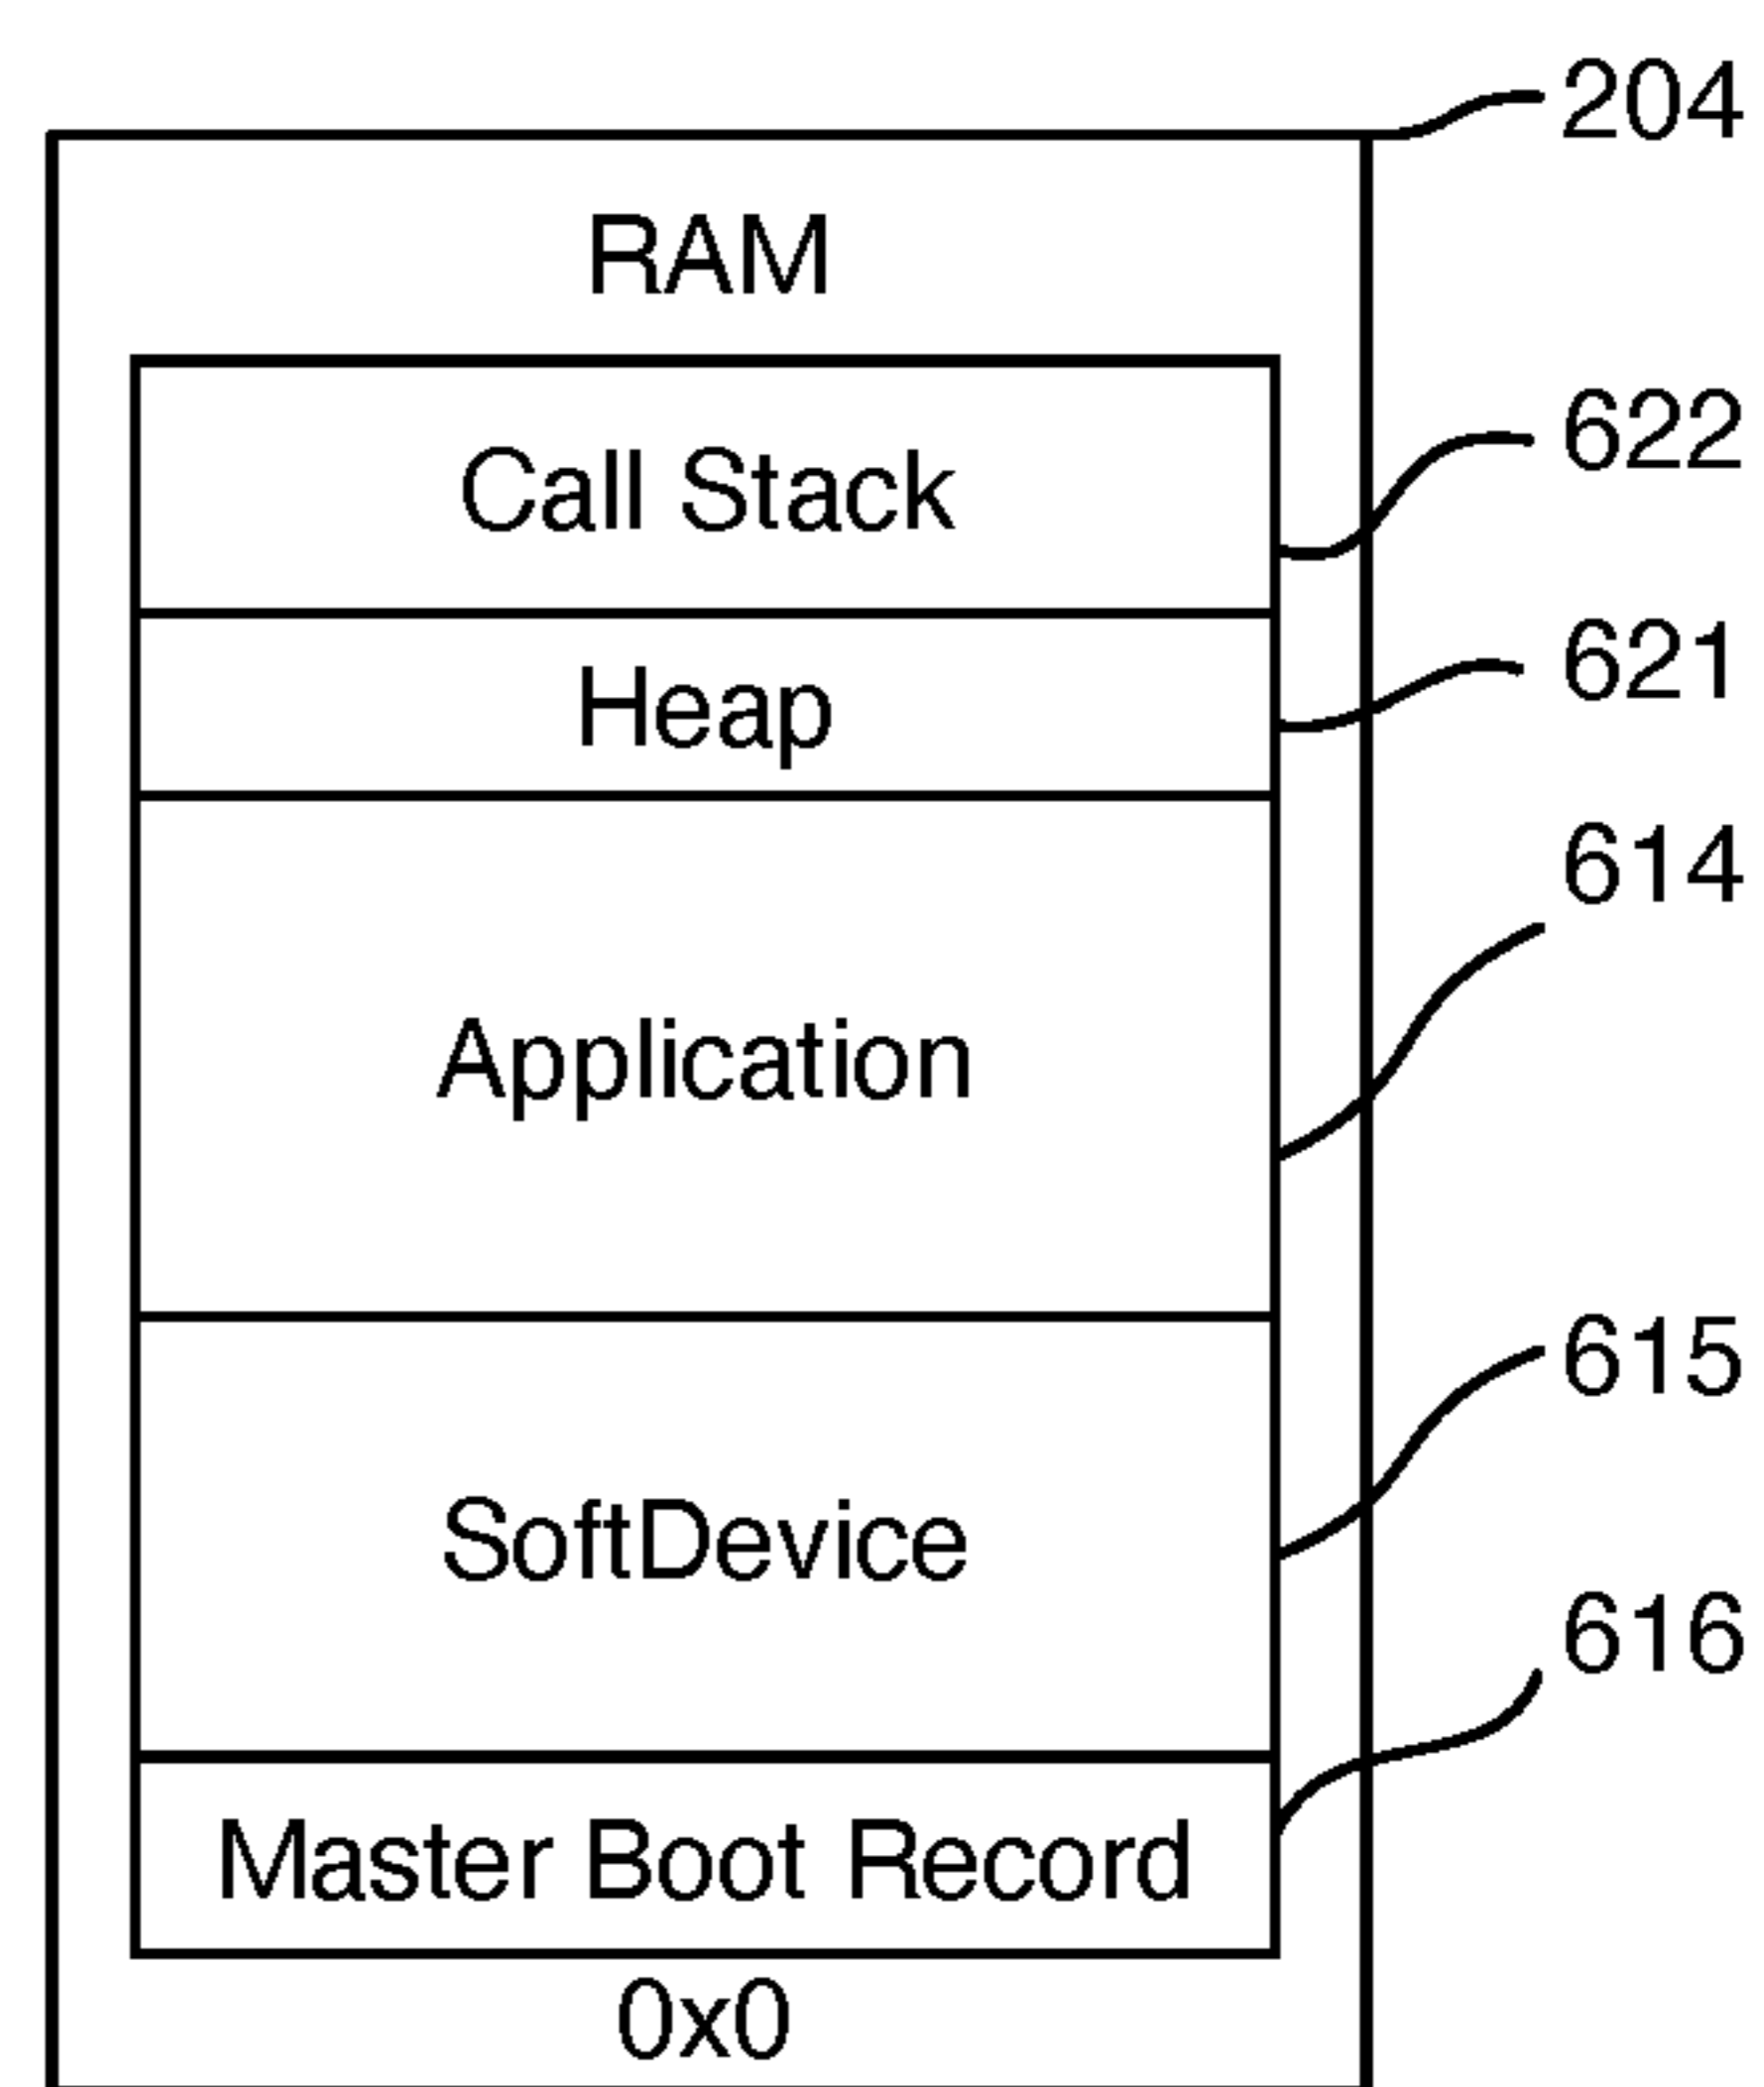 204
RAM
622
Call Stack
621
Heap
614
Application
615
SoftDevice
616
Master Boot Record
0x0